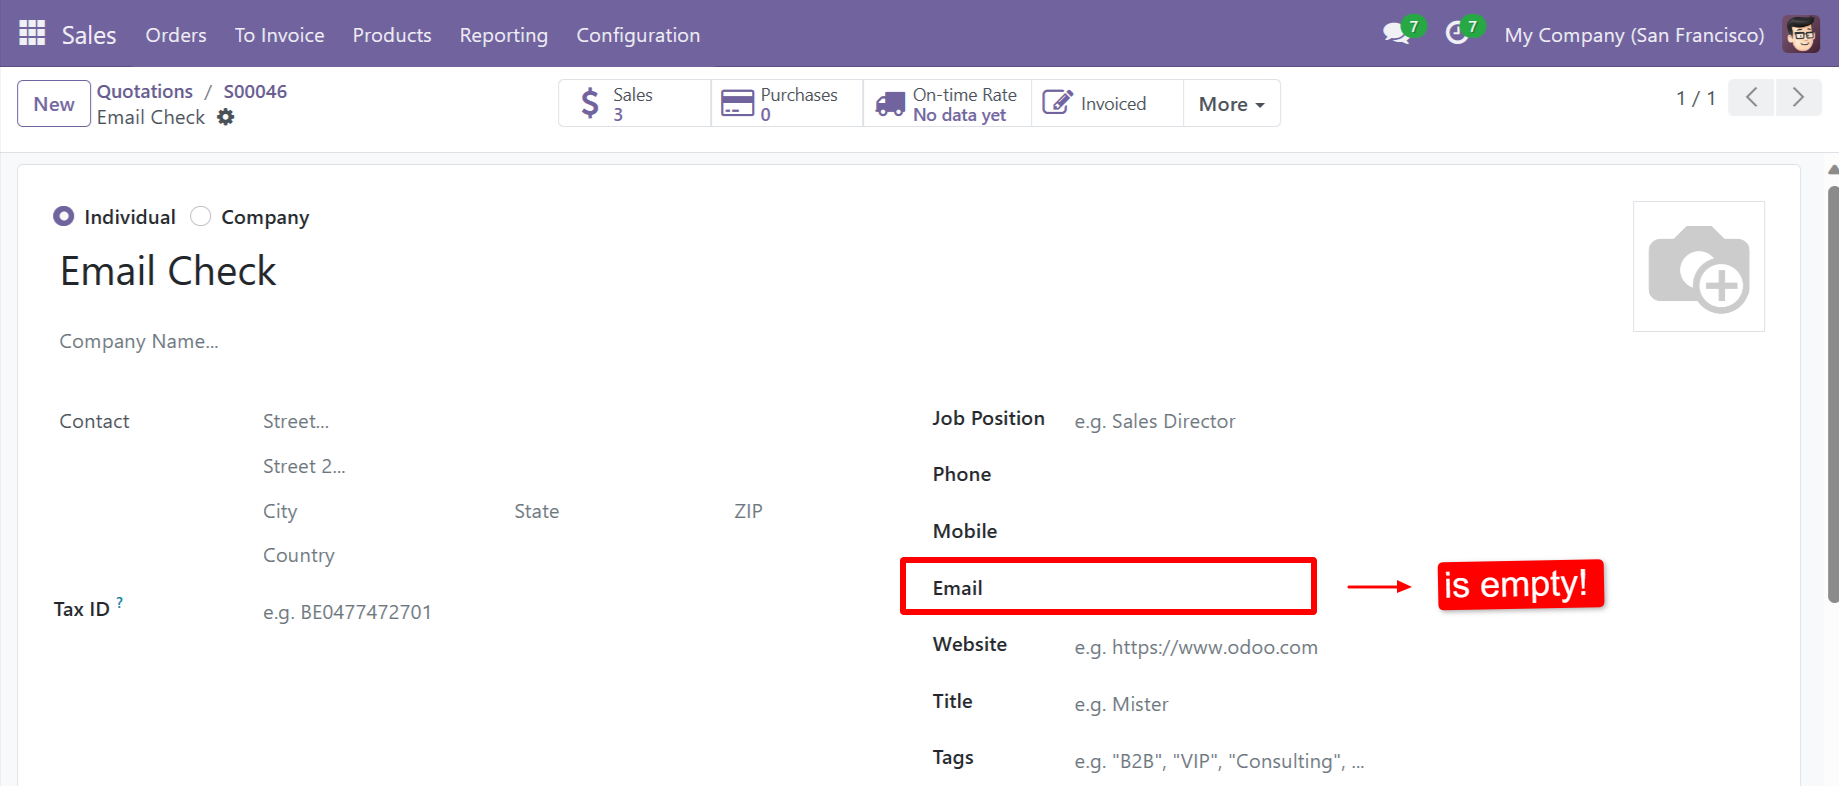 Sales Orders To Invoice Products Reporting Configuration 7 7 My Company (San Francisco)
New
Quotations / S00046
Email Check
Sales
3
Purchases
0
On-time Rate
No data yet
Invoiced
More
1 / 1
Individual Company
Email Check
Company Name...
Contact
Street...
Street 2...
City State ZIP
Country
Tax ID ? e.g. BE0477472701
Job Position e.g. Sales Director
Phone
Mobile
Email is empty!
Website e.g. https://www.odoo.com
Title e.g. Mister
Tags e.g. "B2B", "VIP", "Consulting", ...